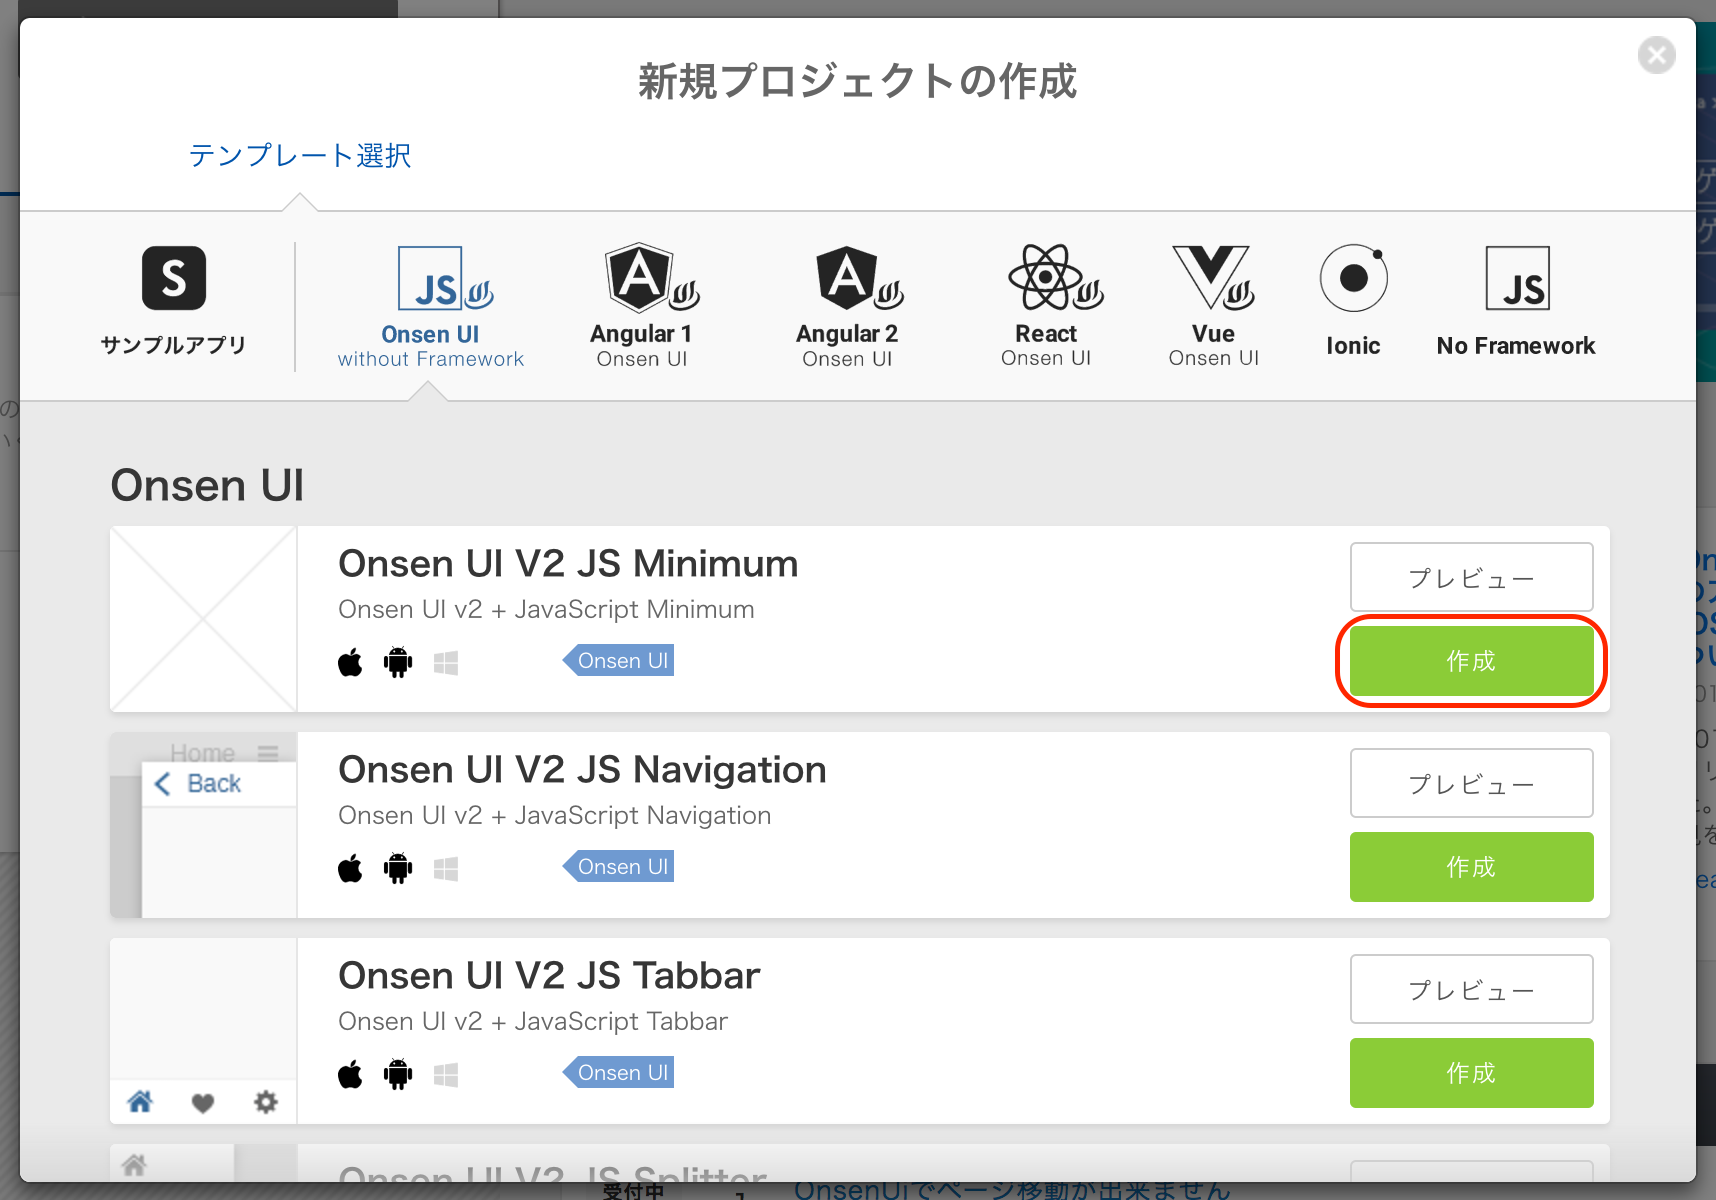 新規プロジェクトの作成
テンプレート選択
S
サンプルアプリ
JS
Onsen UI
without Framework
A
Angular 1
Onsen UI
A
Angular 2
Onsen UI
React
Onsen UI
Vue
Onsen UI
Ionic
JS
No Framework
Onsen UI
Onsen UI V2 JS Minimum
Onsen UI v2 + JavaScript Minimum
Onsen UI
プレビュー
作成
Home
Back
Onsen UI V2 JS Navigation
Onsen UI v2 + JavaScript Navigation
Onsen UI
プレビュー
作成
Onsen UI V2 JS Tabbar
Onsen UI v2 + JavaScript Tabbar
Onsen UI
プレビュー
作成
Onsen UI V2 JS Splitter
受付中
1
OnsenUiでページ移動が出来ません